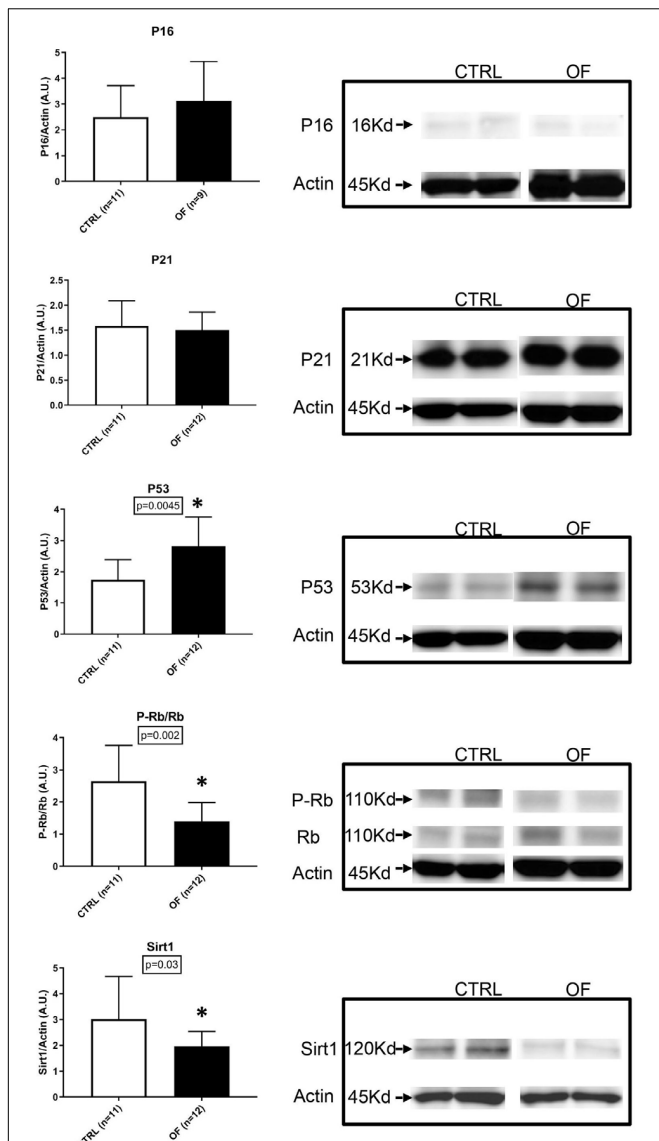 P16
P16/Actin (A.U.)
5
4
3
2
1
0
CTRL (n=11)
OF (n=9)
CTRL OF
P16 16Kd
Actin 45Kd
P21
P21/Actin (A.U.)
2.5
2.0
1.5
1.0
0.5
0.0
CTRL (n=11)
OF (n=12)
CTRL OF
P21 21Kd
Actin 45Kd
P53
p=0.0045
*
P53/Actin (A.U.)
4
3
2
1
0
CTRL (n=11)
OF (n=12)
CTRL OF
P53 53Kd
Actin 45Kd
P-Rb/Rb
p=0.002
*
P-Rb/Rb (A.U.)
4
3
2
1
0
CTRL (n=11)
OF (n=12)
CTRL OF
P-Rb 110Kd
Rb 110Kd
Actin 45Kd
Sirt1
p=0.03
*
Sirt1/Actin (A.U.)
5
4
3
2
1
0
CTRL (n=11)
OF (n=12)
CTRL OF
Sirt1 120Kd
Actin 45Kd